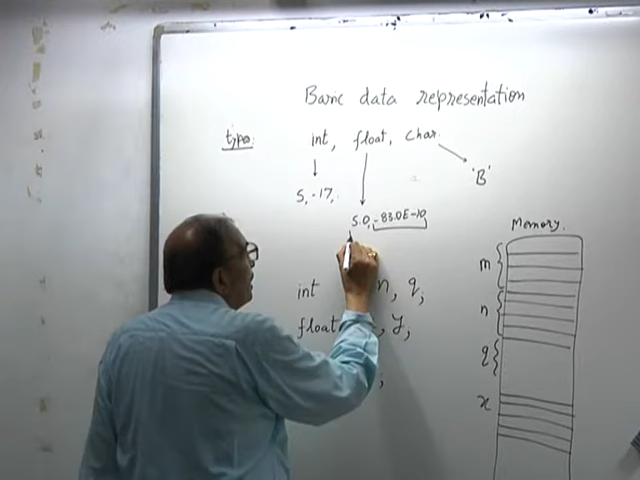 Basic data representation
type: int, float, char
5, -17, 'B'
5.0, -83.0E-10
Memory
int n, q,
float , y,
,
m
n
q
x